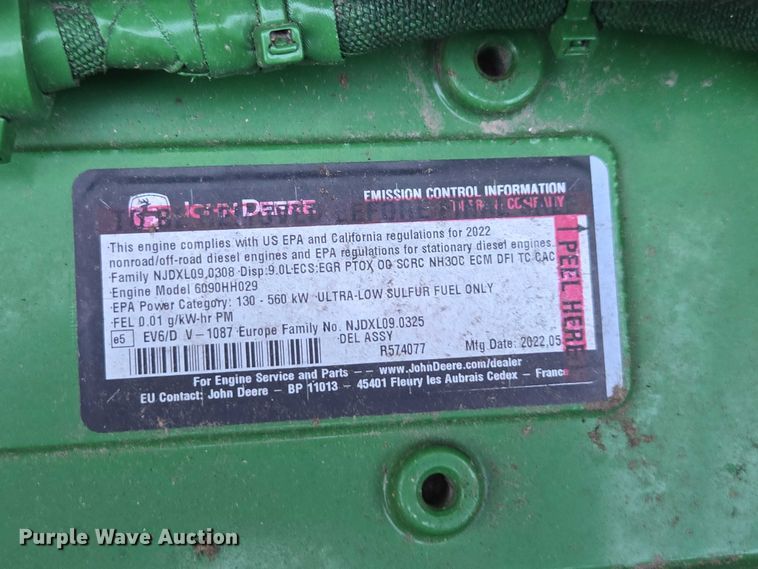 JOHN DEERE
EMISSION CONTROL INFORMATION
DEERE & COMPANY
This engine complies with US EPA and California regulations for 2022
nonroad/off-road diesel engines and EPA regulations for stationary diesel engines.
Family NJDXL09.0308 Disp:9.0L ECS:EGR PTOX OC SCRC NH3OC ECM DFI TC CAC
Engine Model 6090HH029
EPA Power Category: 130 - 560 kW ULTRA-LOW SULFUR FUEL ONLY
FEL 0.01 g/kW-hr PM
e5 EV6/D V-1087 Europe Family No. NJDXL09.0325
DEL ASSY
R574077 Mfg Date: 2022,05
For Engine Service and Parts — www.JohnDeere.com/dealer
EU Contact: John Deere – BP 11013 – 45401 Fleury les Aubrais Cedex – France
PEEL HERE
Purple Wave Auction